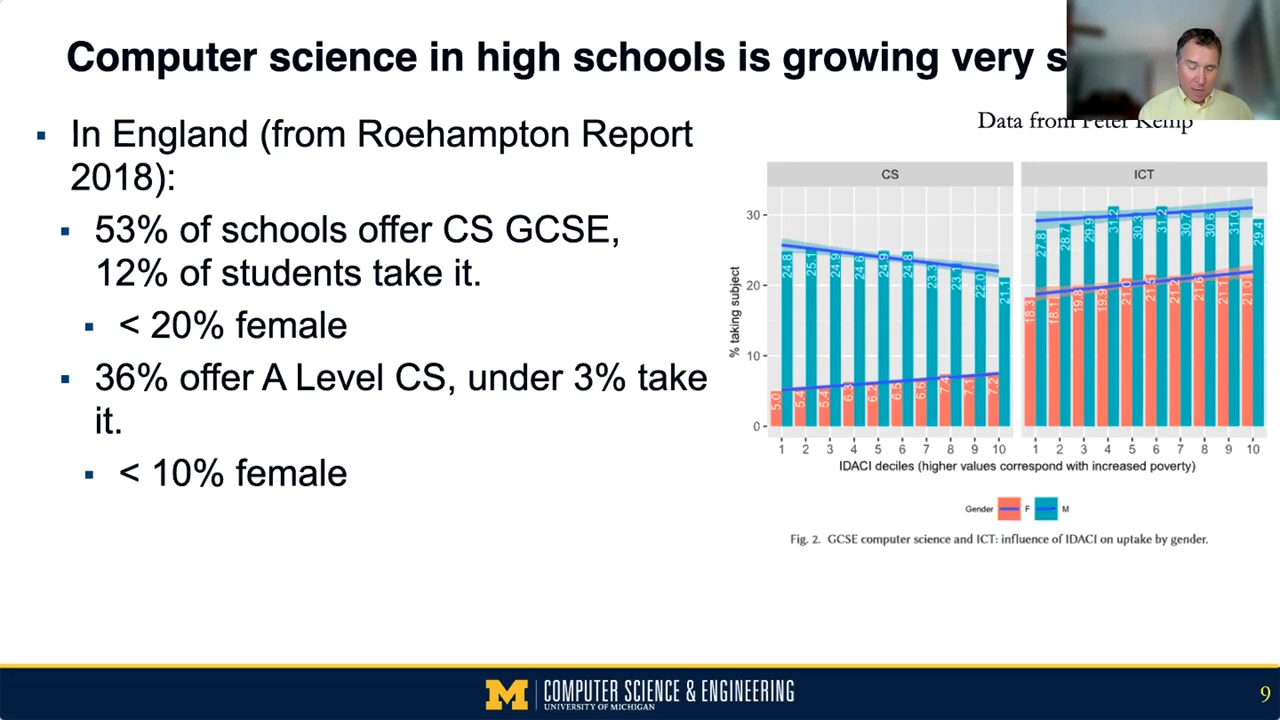 Computer science in high schools is growing very s
Data from Peter Kemp
▪ In England (from Roehampton Report
2018):
▪ 53% of schools offer CS GCSE,
12% of students take it.
▪ < 20% female
▪ 36% offer A Level CS, under 3% take
it.
▪ < 10% female
CS
ICT
% taking subject
30
20
10
0
5.0 24.8 5.4 25.1 5.4 24.9 6.3 24.6 6.2 24.9 6.5 24.8 6.6 23.3 7.4 23.1 7.1 7.2 21.1
18.3 27.8 18.1 28.7 19.8 29.9 19.9 31.2 21.0 30.3 21.5 31.2 21.2 30.7 21.6 30.6 21.1 31.0 21.0 29.4
1 2 3 4 5 6 7 8 9 10
1 2 3 4 5 6 7 8 9 10
IDACI deciles (higher values correspond with increased poverty)
Gender F M
Fig. 2. GCSE computer science and ICT: influence of IDACI on uptake by gender.
M COMPUTER SCIENCE & ENGINEERING
UNIVERSITY OF MICHIGAN
9